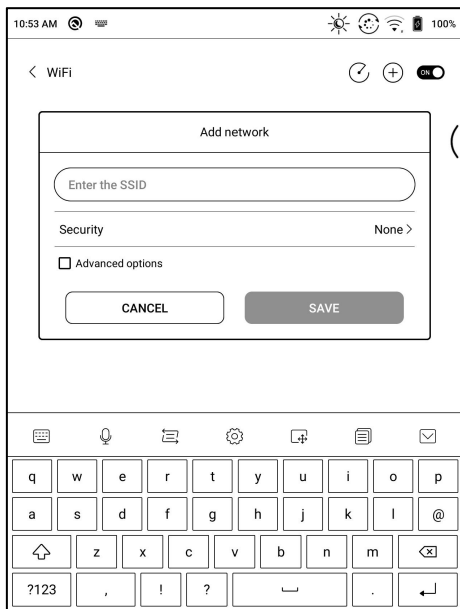 10:53 AM 100%
WiFi ON
Add network
Enter the SSID
Security None
Advanced options
CANCEL SAVE
q w e r t y u i o p
a s d f g h j k l @
z x c v b n m
?123 , ! ? .